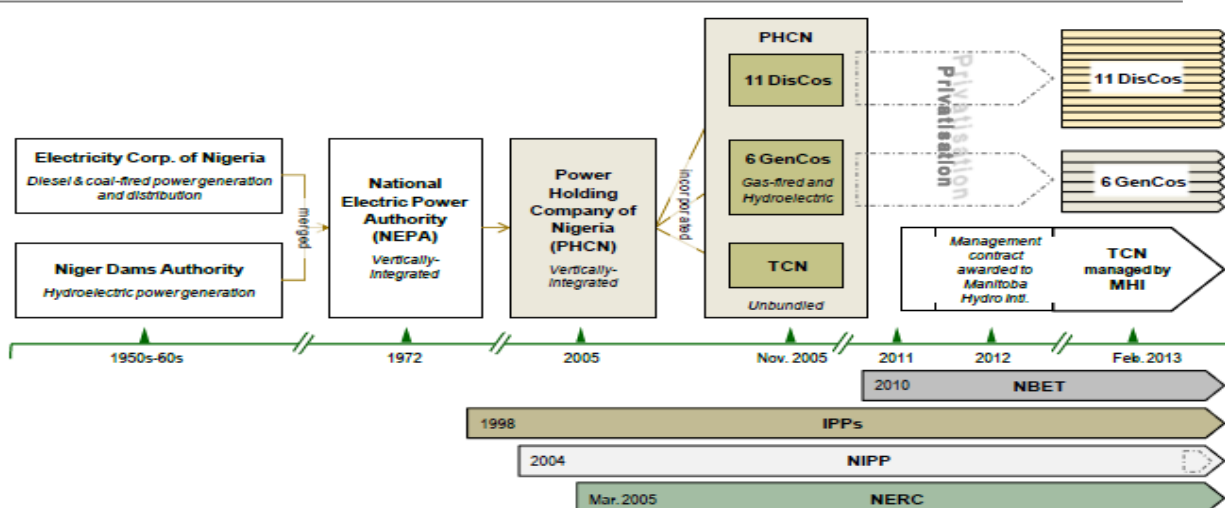 Electricity Corp. of Nigeria
Diesel & coal-fired power generation
and distribution
Niger Dams Authority
Hydroelectric power generation
merged
National
Electric Power
Authority
(NEPA)
Vertically-
Integrated
Power
Holding
Company of
Nigeria
(PHCN)
Vertically-
Integrated
incorporated
PHCN
11 DisCos
6 GenCos
Gas-fired and
Hydroelectric
TCN
Unbundled
Privatisation
Privatisation
11 DisCos
6 GenCos
Management
contract
awarded to
Manitoba
Hydro Intl.
TCN
managed by
MHI
1950s-60s
1972
2005
Nov. 2005
2011
2012
Feb. 2013
2010 NBET
1998 IPPs
2004 NIPP
Mar. 2005 NERC